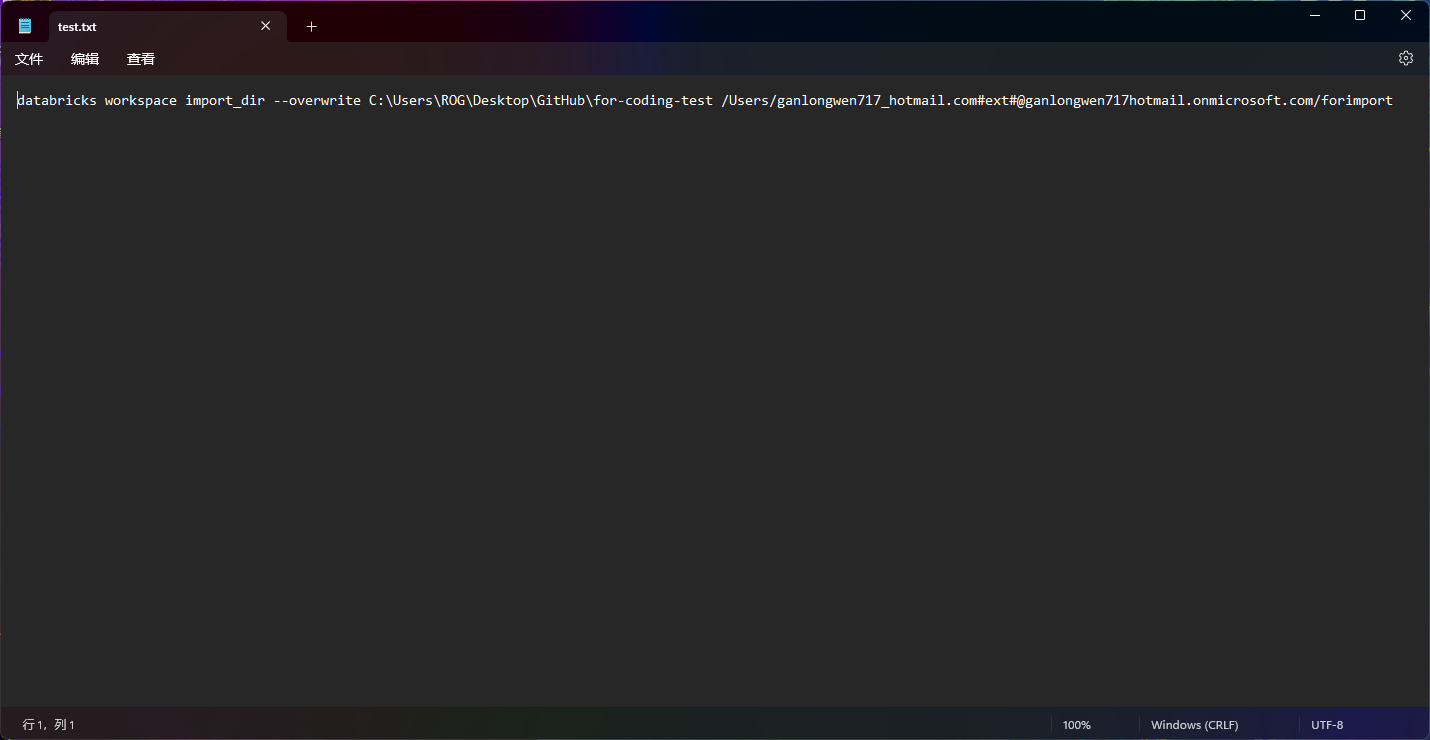 test.txt
文件 编辑 查看
databricks workspace import_dir --overwrite C:\Users\ROG\Desktop\GitHub\for-coding-test /Users/ganlongwen717_hotmail.com#ext#@ganlongwen717hotmail.onmicrosoft.com/forimport
行 1，列 1 100% Windows (CRLF) UTF-8